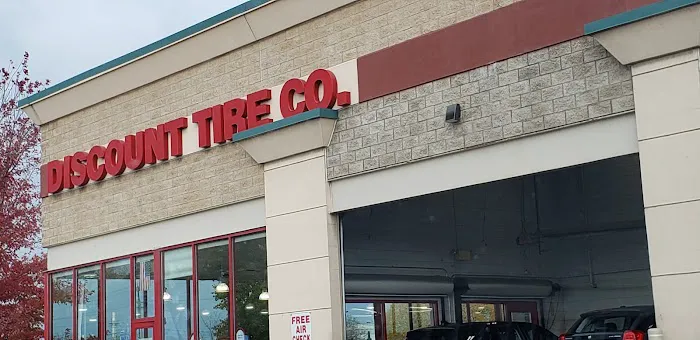 DISCOUNT TIRE CO.
FREE
AIR
CHECK